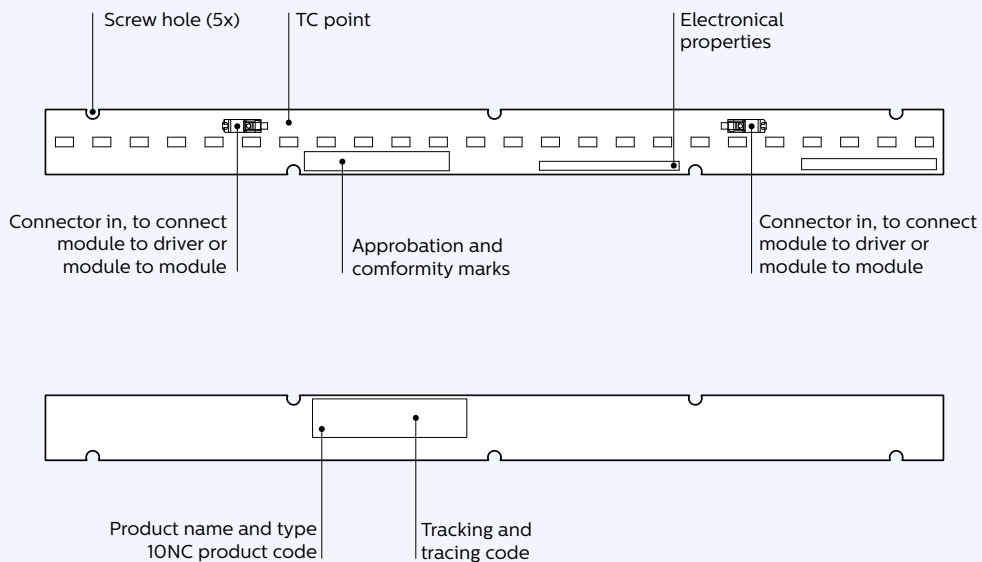 Screw hole (5x)
TC point
Electronical
properties
Connector in, to connect
module to driver or
module to module
Approbation and
comformity marks
Connector in, to connect
module to driver or
module to module
Product name and type
10NC product code
Tracking and
tracing code